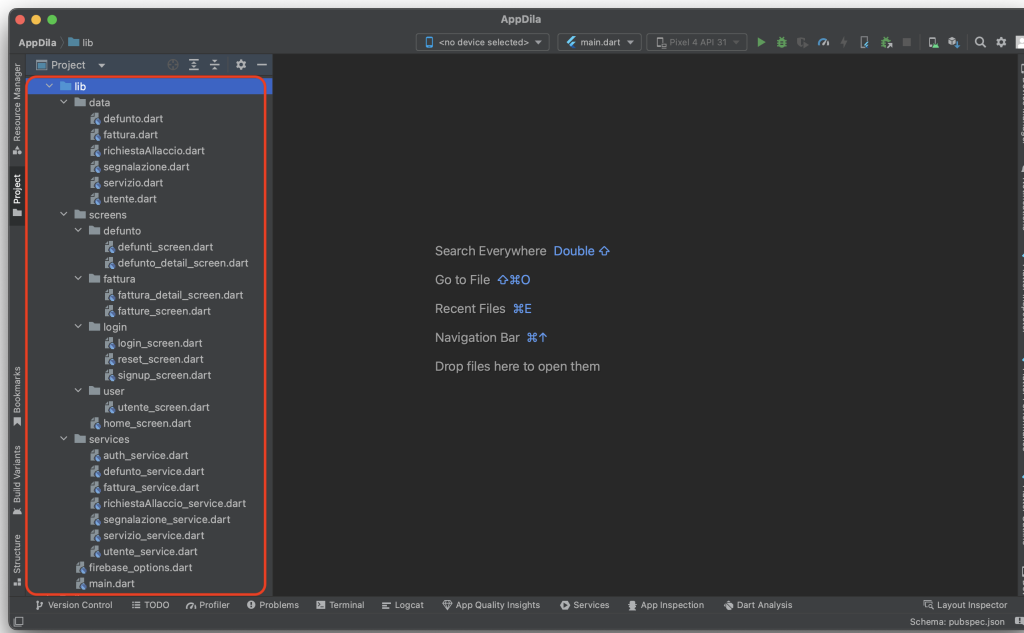 AppDila
AppDila lib
<no device selected> main.dart Pixel 4 API 31
Project
Resource Manager
Project
Bookmarks
Build Variants
Structure
lib
data
defunto.dart
fattura.dart
richiestaAllaccio.dart
segnalazione.dart
servizio.dart
utente.dart
screens
defunto
defunti_screen.dart
defunto_detail_screen.dart
fattura
fattura_detail_screen.dart
fatture_screen.dart
login
login_screen.dart
reset_screen.dart
signup_screen.dart
user
utente_screen.dart
home_screen.dart
services
auth_service.dart
defunto_service.dart
fattura_service.dart
richiestaAllaccio_service.dart
segnalazione_service.dart
servizio_service.dart
utente_service.dart
firebase_options.dart
main.dart
Search Everywhere Double ⇧
Go to File ⇧⌘O
Recent Files ⌘E
Navigation Bar ⌘↑
Drop files here to open them
Version Control TODO Profiler Problems Terminal Logcat App Quality Insights Services App Inspection Dart Analysis Layout Inspector
Schema: pubspec.json